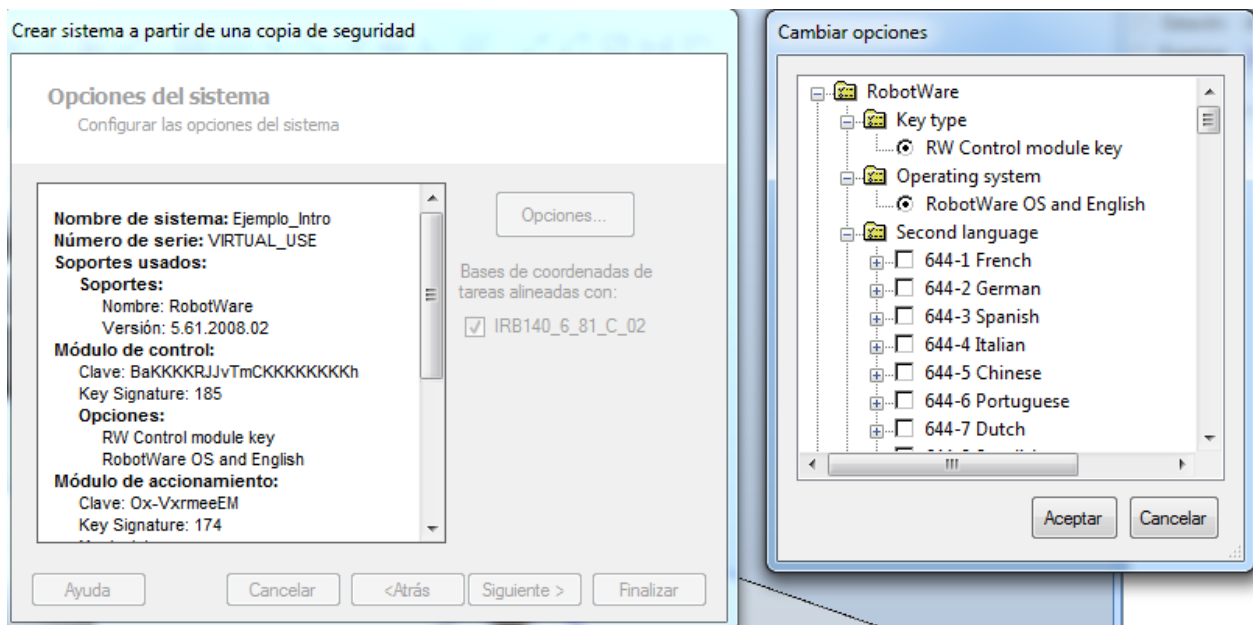 Crear sistema a partir de una copia de seguridad
Opciones del sistema
Configurar las opciones del sistema
Nombre de sistema: Ejemplo_Intro
Número de serie: VIRTUAL_USE
Soportes usados:
Soportes:
Nombre: RobotWare
Versión: 5.61.2008.02
Módulo de control:
Clave: BaKKKKRJJvTmCKKKKKKKKh
Key Signature: 185
Opciones:
RW Control module key
RobotWare OS and English
Módulo de accionamiento:
Clave: Ox-VxrmeeEM
Key Signature: 174
Opciones...
Bases de coordenadas de
tareas alineadas con:
IRB140_6_81_C_02
Ayuda
Cancelar
<Atrás
Siguiente >
Finalizar
Cambiar opciones
RobotWare
Key type
RW Control module key
Operating system
RobotWare OS and English
Second language
644-1 French
644-2 German
644-3 Spanish
644-4 Italian
644-5 Chinese
644-6 Portuguese
644-7 Dutch
Aceptar
Cancelar